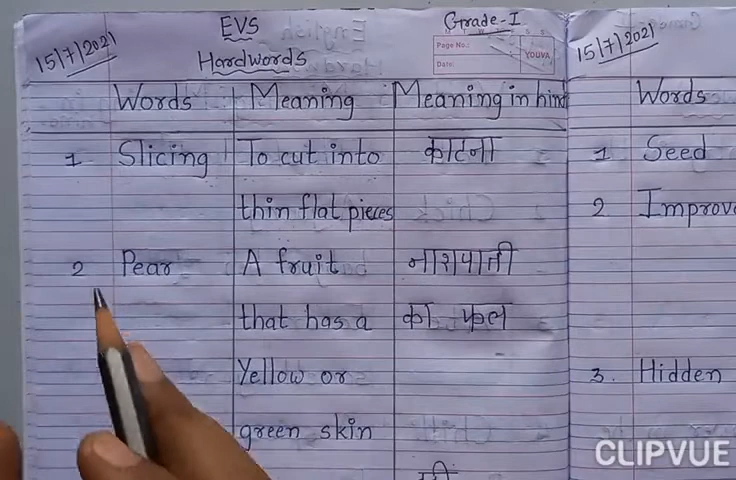 EVS
Grade-I
15/7/2021
Hardwords
Page No.:
Date:
YOUVA
Words Meaning Meaning in hindi
1 Slicing To cut into काटना
thin flat pieces
2 Pear A fruit नाशपाती
that has a का फल
Yellow or
green skin
15/7/2021
Words
1 Seed
2 Improv
3. Hidden
CLIPVUE